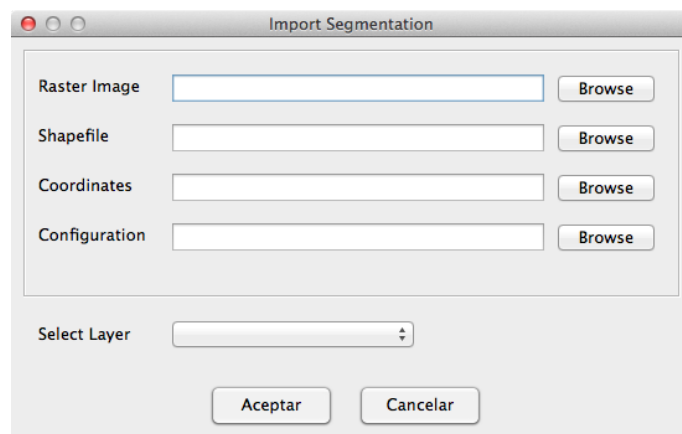 Import Segmentation
Raster Image Browse
Shapefile Browse
Coordinates Browse
Configuration Browse
Select Layer
Aceptar Cancelar